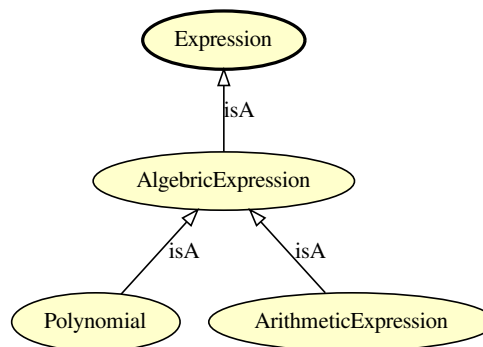 Expression
isA
AlgebricExpression
isA
isA
Polynomial
ArithmeticExpression